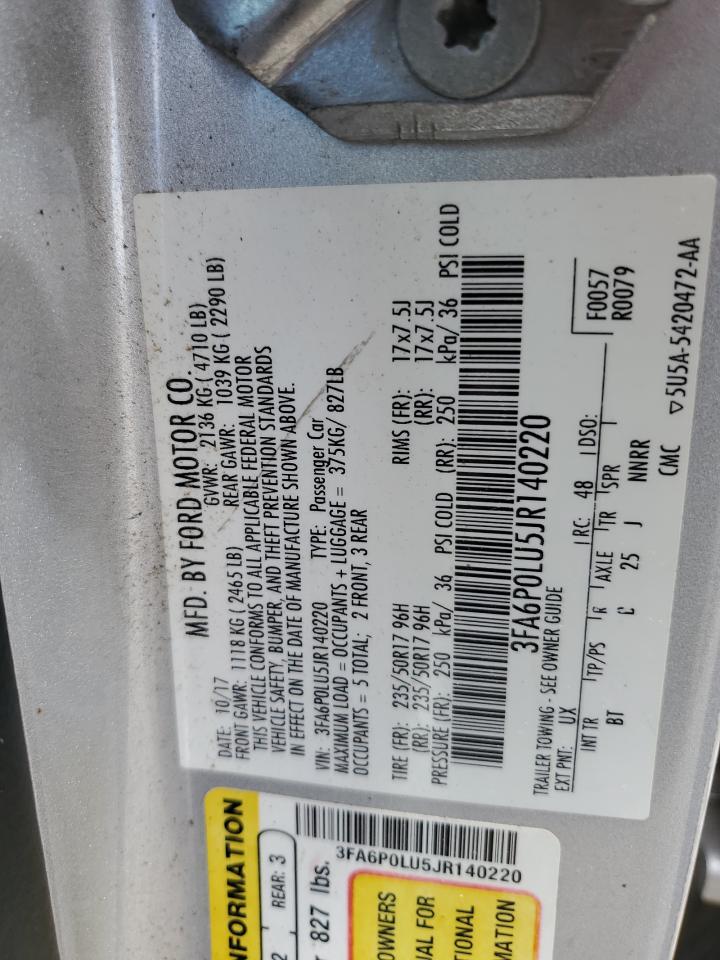 MFD. BY FORD MOTOR CO.
DATE: 10/17 GVWR: 2136 KG ( 4710 LB)
FRONT GAWR: 1118 KG ( 2465 LB) REAR GAWR: 1039 KG ( 2290 LB)
THIS VEHICLE CONFORMS TO ALL APPLICABLE FEDERAL MOTOR
VEHICLE SAFETY, BUMPER, AND THEFT PREVENTION STANDARDS
IN EFFECT ON THE DATE OF MANUFACTURE SHOWN ABOVE.
VIN: 3FA6P0LU5JR140220 TYPE: Passenger Car
MAXIMUM LOAD = OCCUPANTS + LUGGAGE = 375KG/ 827LB
OCCUPANTS = 5 TOTAL; 2 FRONT, 3 REAR
TIRE (FR): 235/50R17 96H RIMS (FR): 17x7.5J
(RR): 235/50R17 96H (RR): 17x7.5J
PRESSURE (FR): 250 kPa/ 36 PSI COLD (RR): 250 kPa/ 36 PSI COLD
3FA6P0LU5JR140220
TRAILER TOWING - SEE OWNER GUIDE
EXT PNT: UX RC: 48 DSO: F0057
R0079
INT TR TP/PS R AXLE TR SPR
BT C 25 J NNRR
CMC
5U5A-5420472-AA
NFORMATION
2 REAR: 3
827 lbs.
3FA6P0LU5JR140220
OWNERS
AL FOR
TIONAL
MATION